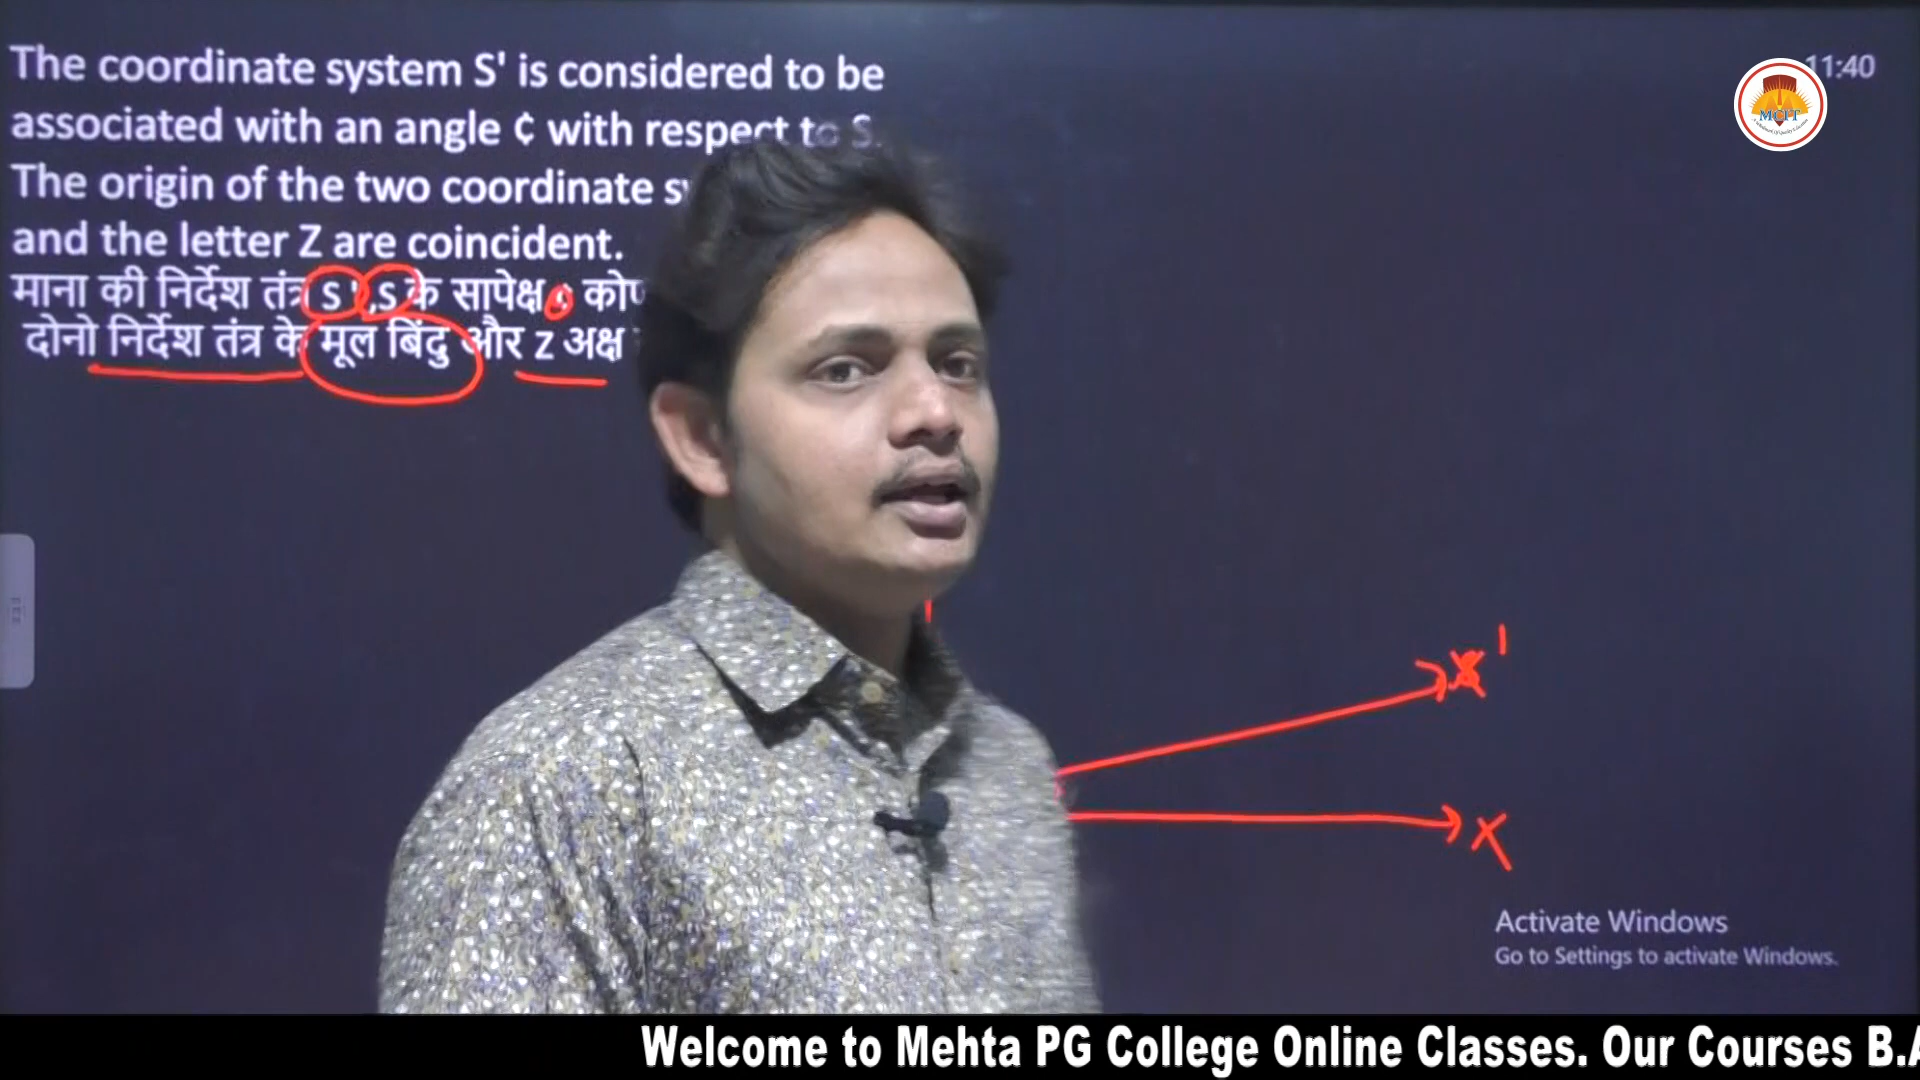 The coordinate system S' is considered to be
associated with an angle ¢ with respect to S.
The origin of the two coordinate
and the letter Z are coincident.
माना की निर्देश तंत्र S ',S के सापेक्ष
दोनो निर्देश तंत्र के मूल बिंदु और z अक्ष
11:40
MCIT
X'
X
Activate Windows
Go to Settings to activate Windows.
Welcome to Mehta PG College Online Classes. Our Courses